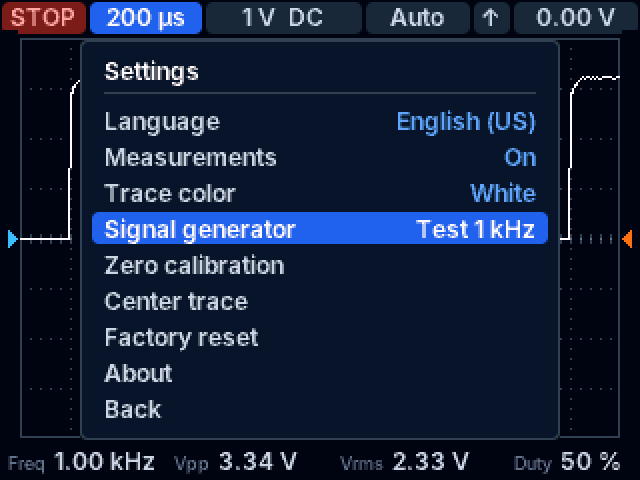 STOP 200 µs 1 V DC Auto ↑ 0.00 V
Settings
Language English (US)
Measurements On
Trace color White
Signal generator Test 1 kHz
Zero calibration
Center trace
Factory reset
About
Back
Freq 1.00 kHz Vpp 3.34 V Vrms 2.33 V Duty 50 %